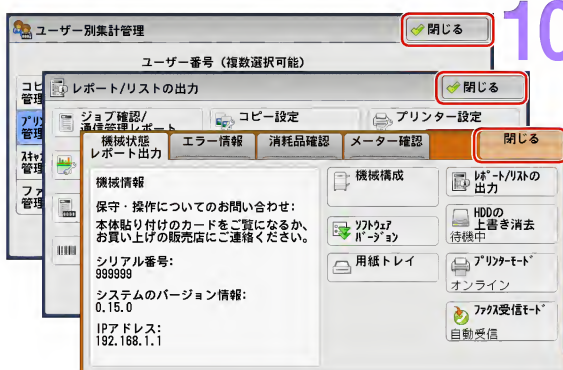 10
ユーザー別集計管理
閉じる
ユーザー番号 (複数選択可能)
コピ
管理
プリン
管理
スキャ
管理
ファ
管理
レポート/リストの出力
閉じる
ジョブ確認/
通信管理レポート
コピー設定
プリンター設定
機械状態
レポート出力
エラー情報
消耗品確認
メーター確認
閉じる
機械情報
保守・操作についてのお問い合わせ:
本体貼り付けのカードをご覧になるか、
お買い上げの販売店にご連絡ください。
シリアル番号:
999999
システムのバージョン情報:
0.15.0
IPアドレス:
192.168.1.1
機械構成
ソフトウェア
バージョン
用紙トレイ
レポート/リストの
出力
HDDの
上書き消去
待機中
プリンターモード
オンライン
ファクス受信モード
自動受信